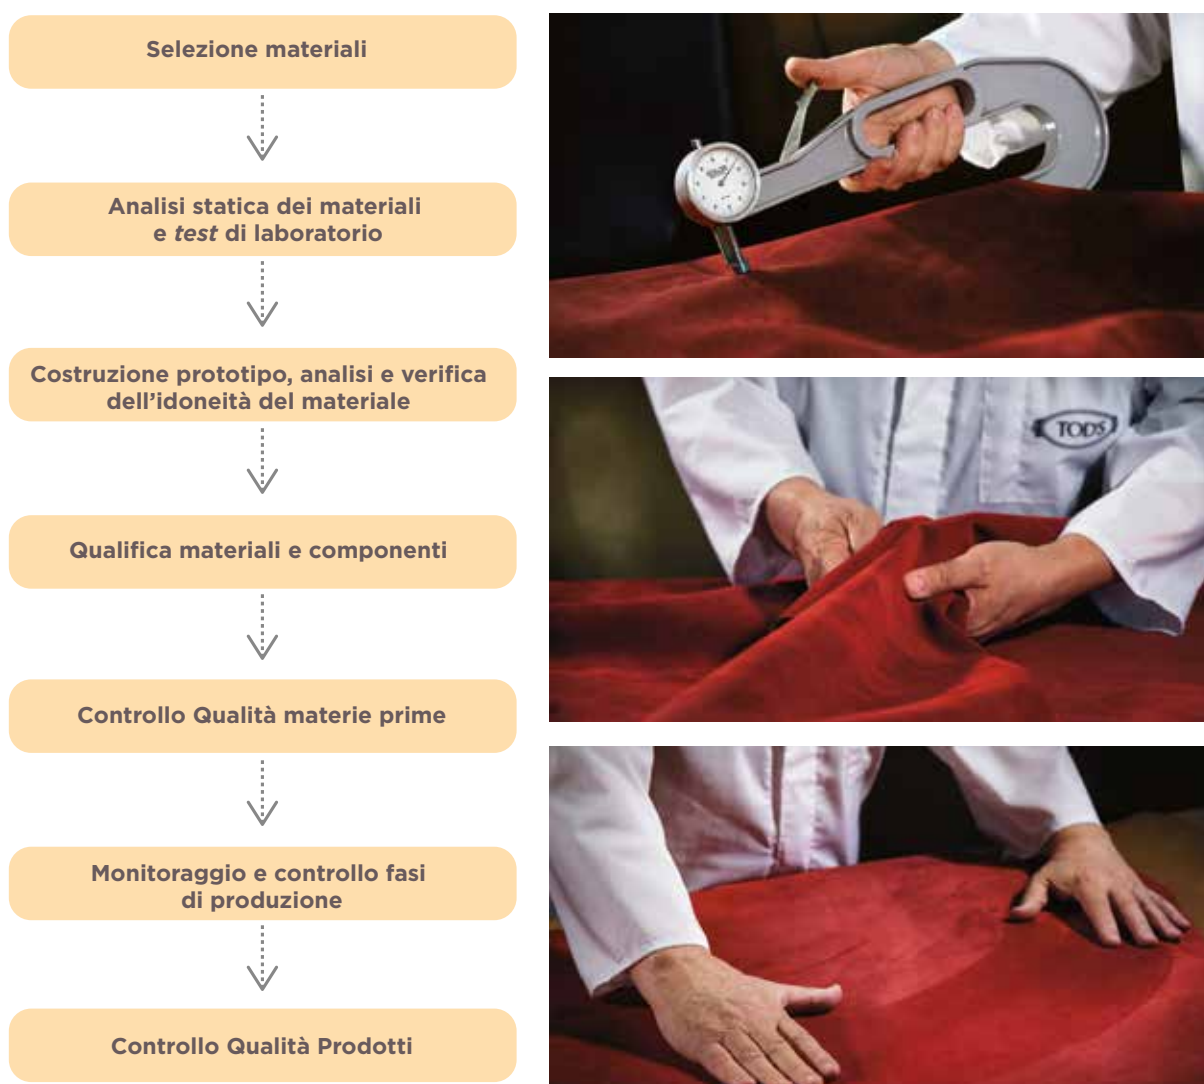 Selezione materiali
Analisi statica dei materiali
e test di laboratorio
Costruzione prototipo, analisi e verifica
dell'idoneità del materiale
Qualifica materiali e componenti
Controllo Qualità materie prime
Monitoraggio e controllo fasi
di produzione
Controllo Qualità Prodotti
TOD'S